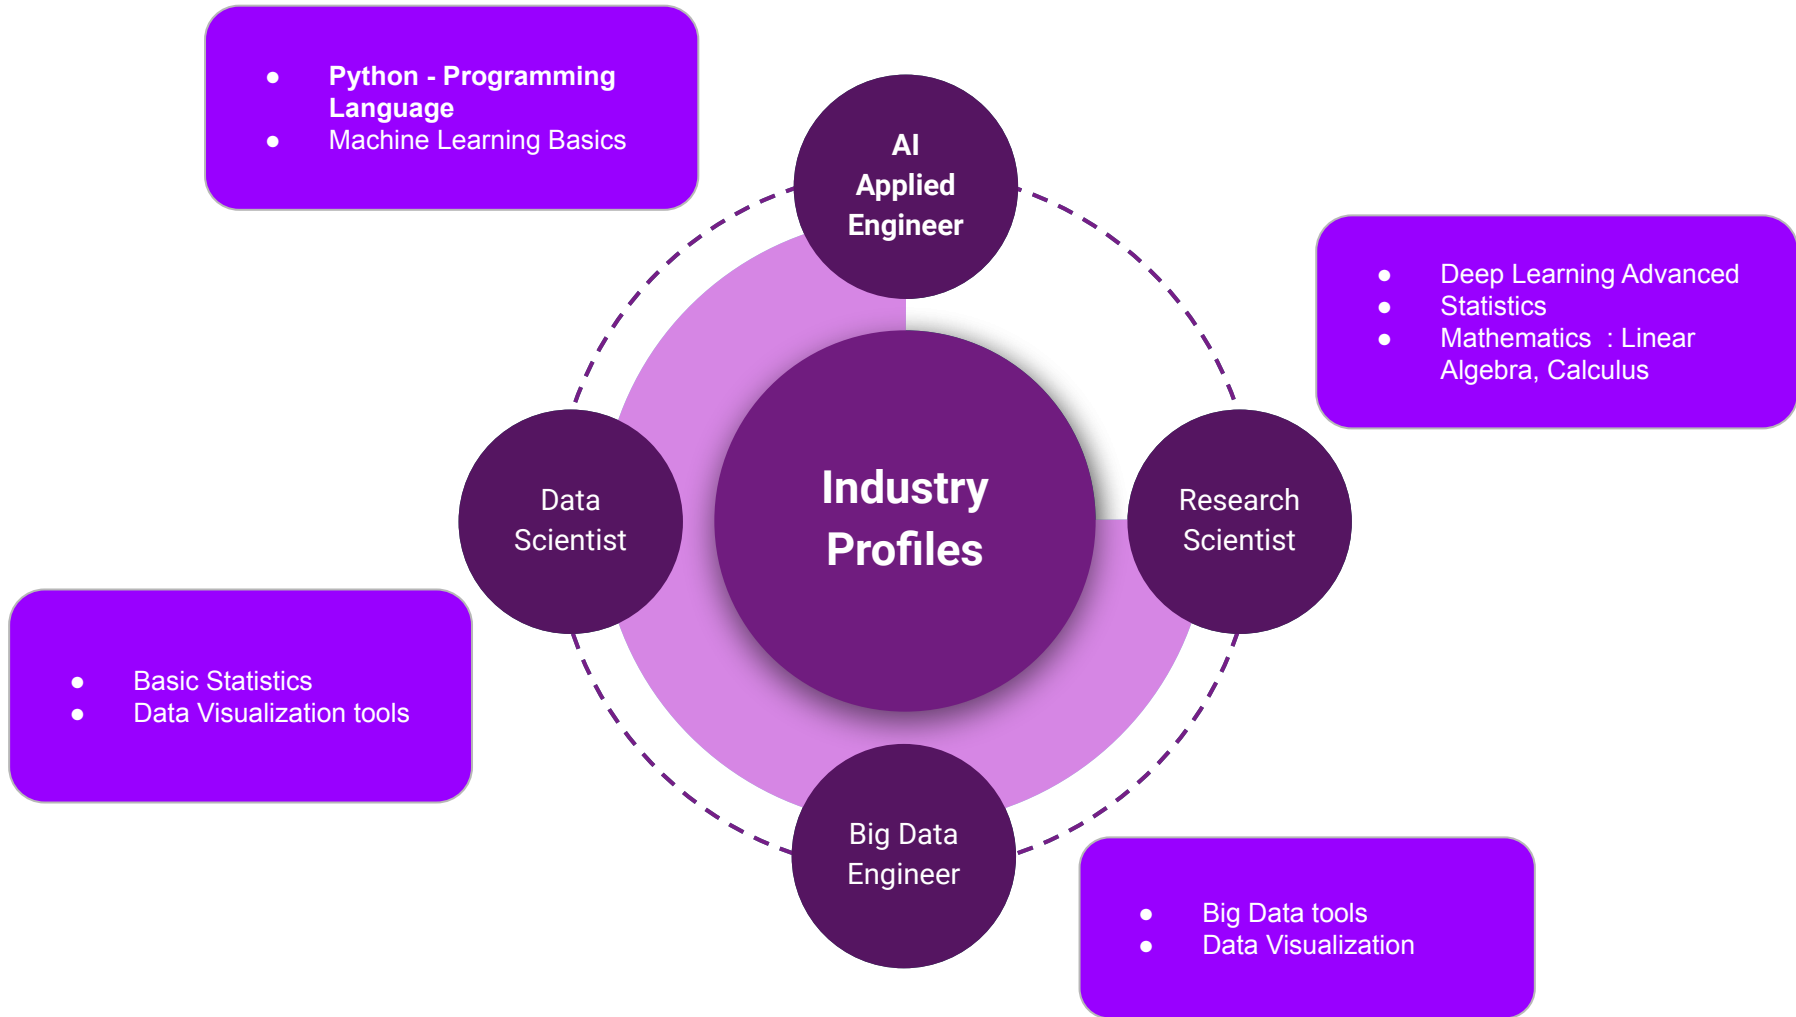 ● Python - Programming
Language
● Machine Learning Basics
AI
Applied
Engineer
● Deep Learning Advanced
● Statistics
● Mathematics  : Linear
Algebra, Calculus
Industry
Profiles
Data
Scientist
Research
Scientist
● Basic Statistics
● Data Visualization tools
Big Data
Engineer
● Big Data tools
● Data Visualization